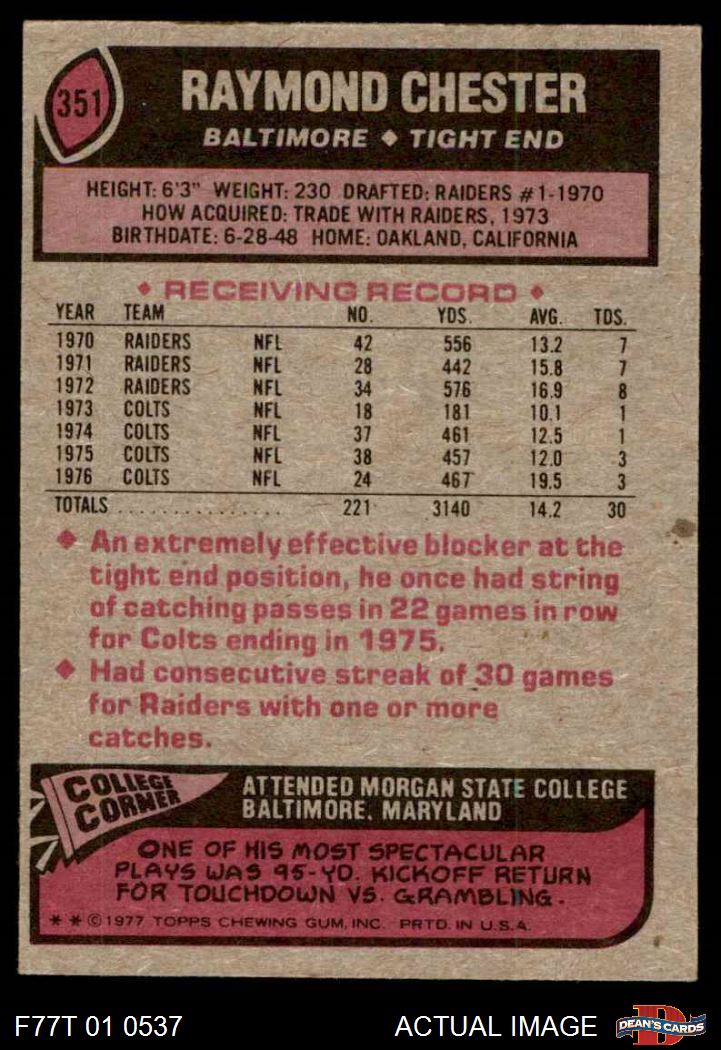 351
RAYMOND CHESTER
BALTIMORE ◆ TIGHT END
HEIGHT: 6'3" WEIGHT: 230 DRAFTED: RAIDERS #1-1970
HOW ACQUIRED: TRADE WITH RAIDERS, 1973
BIRTHDATE: 6-28-48 HOME: OAKLAND, CALIFORNIA
◆ RECEIVING RECORD ◆
YEAR TEAM NO. YDS. AVG. TDS.
1970 RAIDERS NFL 42 556 13.2 7
1971 RAIDERS NFL 28 442 15.8 7
1972 RAIDERS NFL 34 576 16.9 8
1973 COLTS NFL 18 181 10.1 1
1974 COLTS NFL 37 461 12.5 1
1975 COLTS NFL 38 457 12.0 3
1976 COLTS NFL 24 467 19.5 3
TOTALS ................ 221 3140 14.2 30
◆ An extremely effective blocker at the
tight end position, he once had string
of catching passes in 22 games in row
for Colts ending in 1975.
◆ Had consecutive streak of 30 games
for Raiders with one or more
catches.
COLLEGE
CORNER
ATTENDED MORGAN STATE COLLEGE
BALTIMORE, MARYLAND
ONE OF HIS MOST SPECTACULAR
PLAYS WAS 95-YD. KICKOFF RETURN
FOR TOUCHDOWN VS. GRAMBLING.
* * © 1977 TOPPS CHEWING GUM, INC. PRTD. IN U.S.A.
F77T 01 0537
ACTUAL IMAGE
D
DEAN'S CARDS